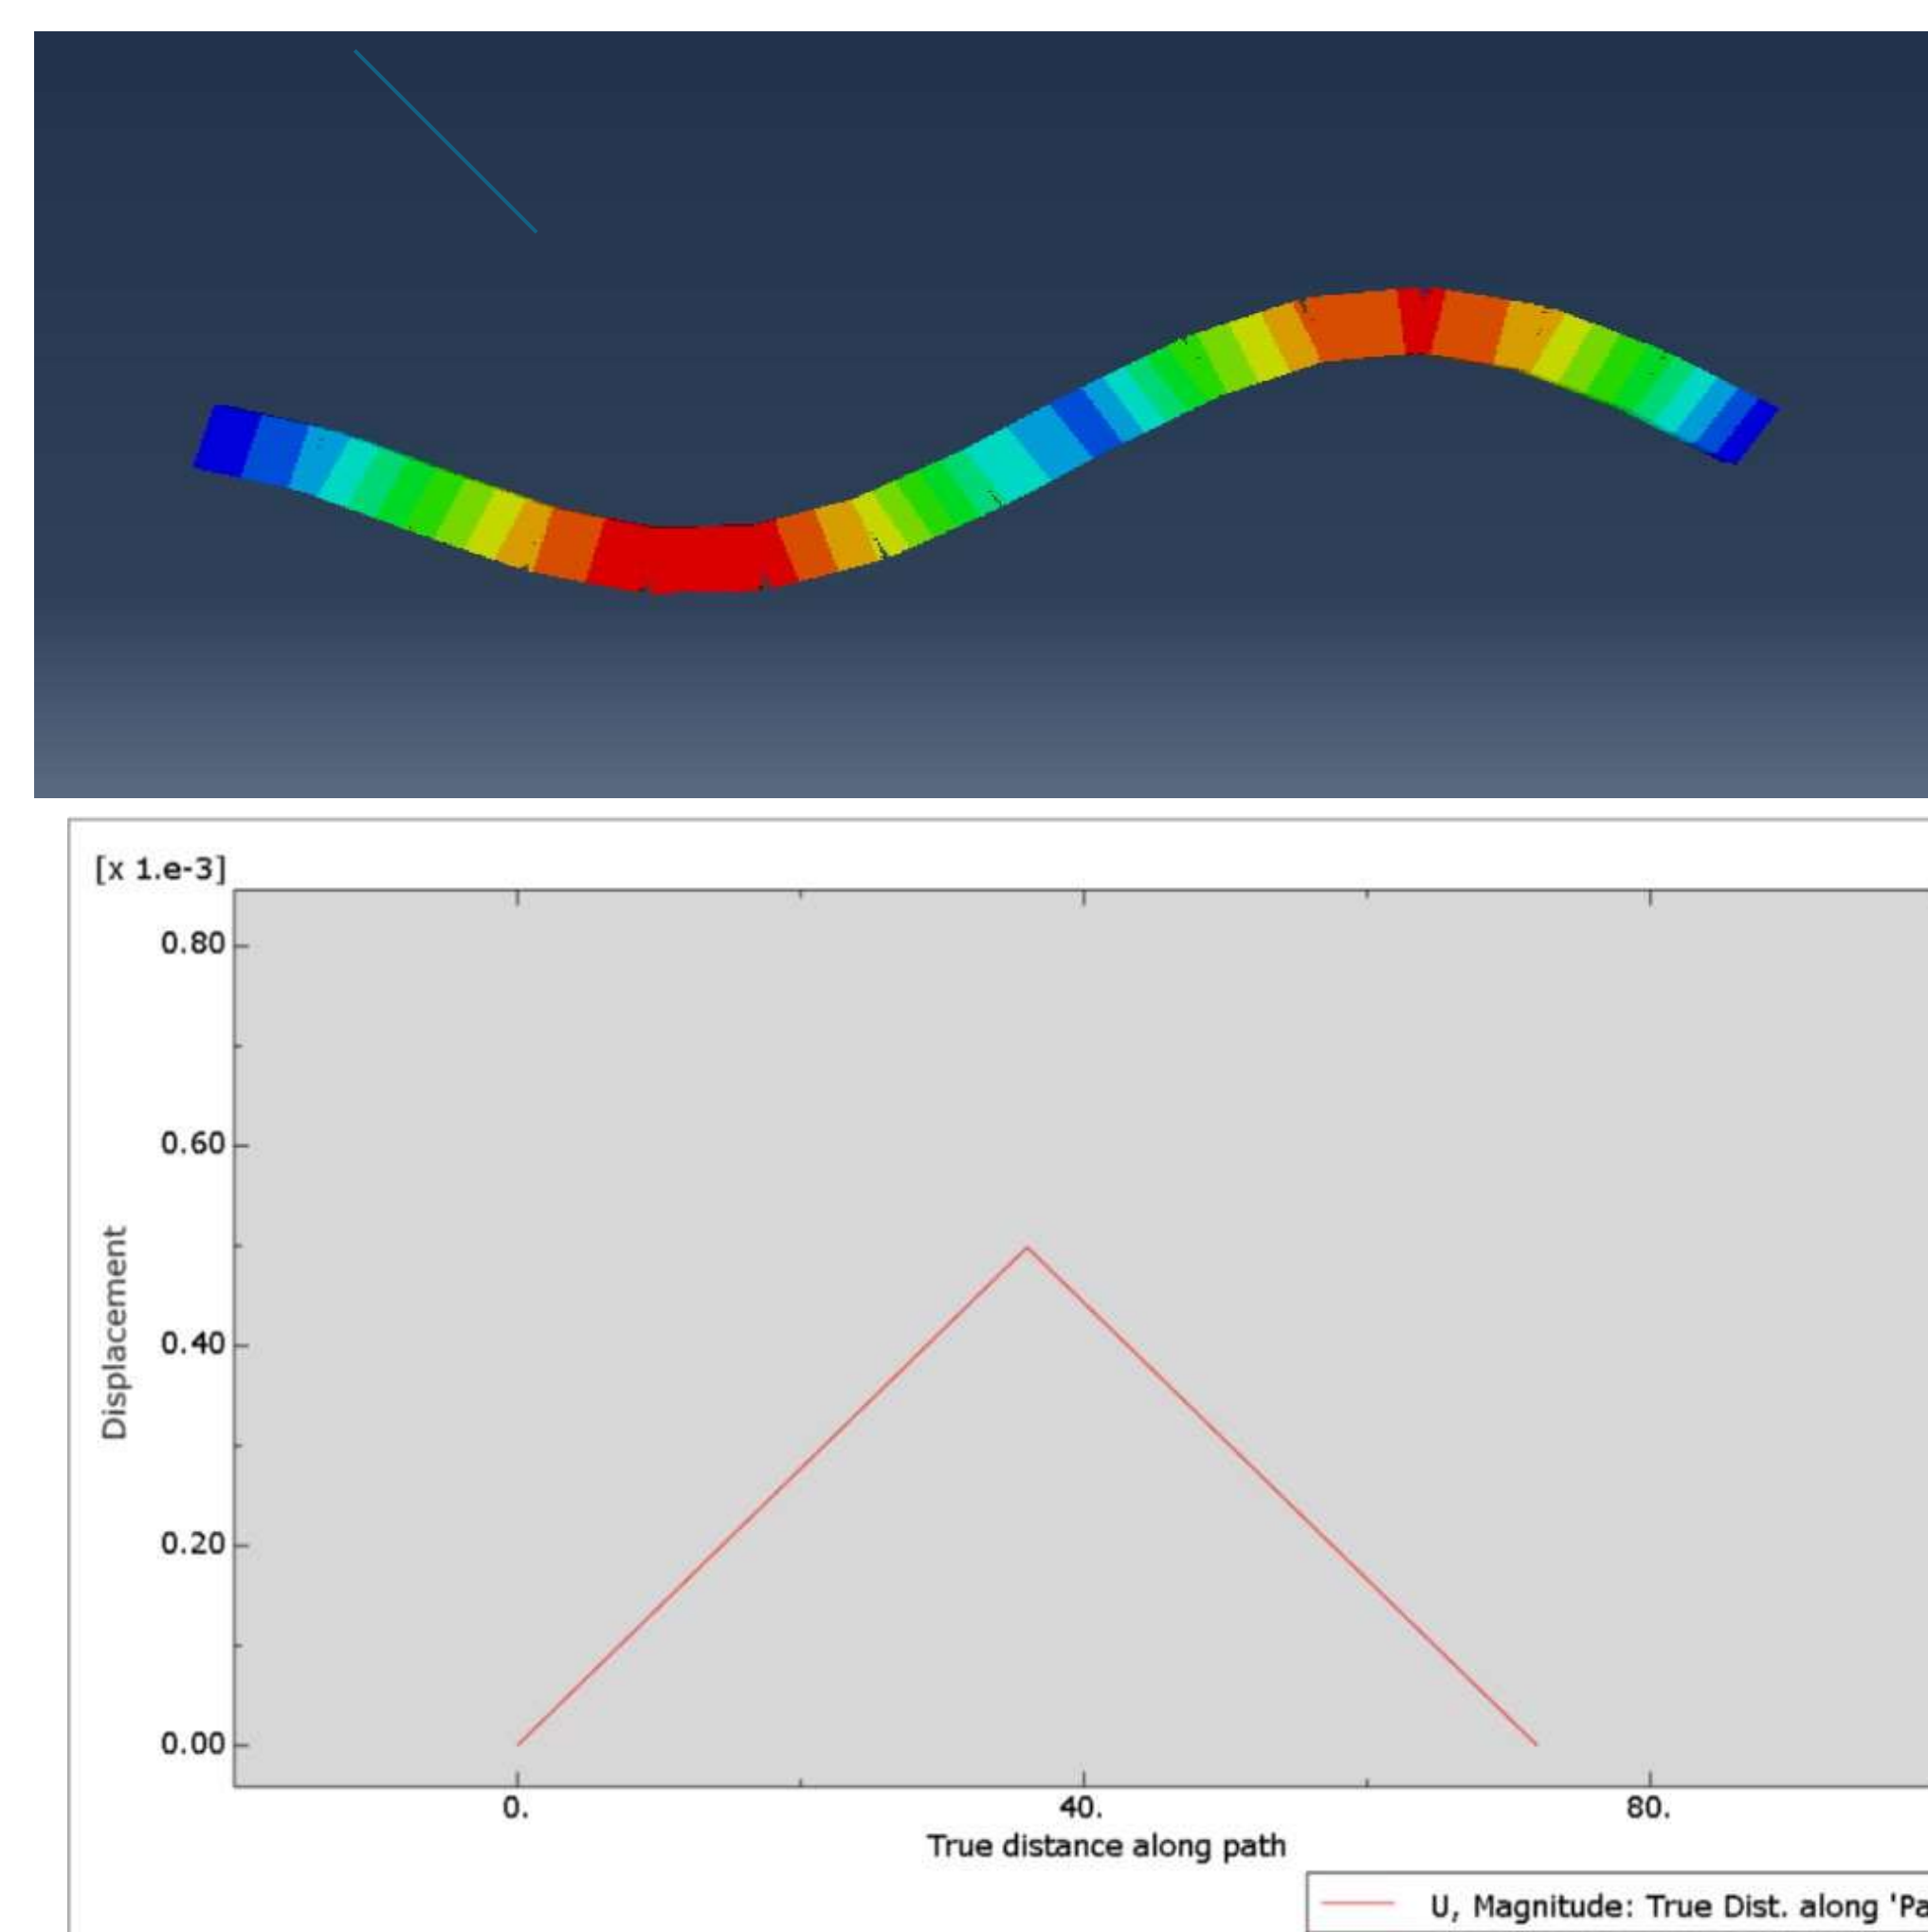 [x 1.e-3]
0.80
0.60
0.40
0.20
0.00
Displacement
0. 40. 80.
True distance along path
U, Magnitude: True Dist. along 'Pa